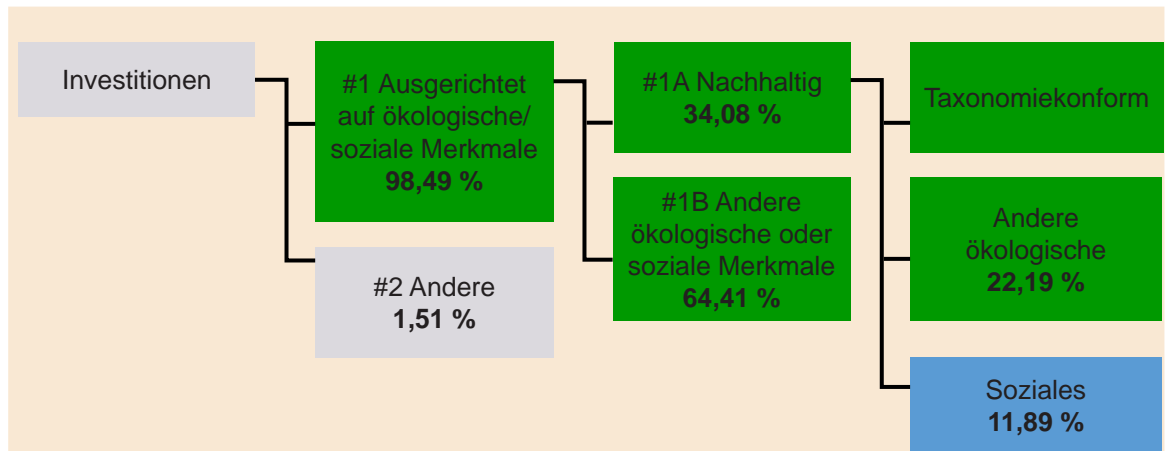 Investitionen
#1 Ausgerichtet
auf ökologische/
soziale Merkmale
98,49 %
#2 Andere
1,51 %
#1A Nachhaltig
34,08 %
#1B Andere
ökologische oder
soziale Merkmale
64,41 %
Taxonomiekonform
Andere
ökologische
22,19 %
Soziales
11,89 %